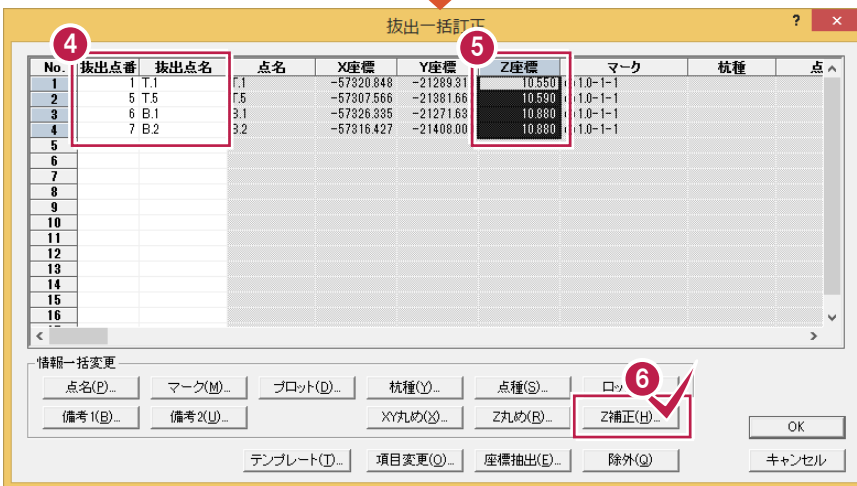 抜出一括訂正 ? ×
4
5
No. 抜出点番 抜出点名 点名 X座標 Y座標 Z座標 マーク 杭種 点
1 1 T.1 T.1 -57320.848 -21289.31 10.550 1.0-1-1
2 5 T.5 T.5 -57307.566 -21381.66 10.590 1.0-1-1
3 6 B.1 B.1 -57326.335 -21271.63 10.880 1.0-1-1
4 7 B.2 B.2 -57316.427 -21408.00 10.880 1.0-1-1
5
6
7
8
9
10
11
12
13
14
15
16
情報一括変更
6
点名(P)... マーク(M)... プロット(D)... 杭種(Y)... 点種(S)... ロッ
備考1(B)... 備考2(U)... XY丸め(X)... Z丸め(R)... Z補正(H)...
OK
テンプレート(T)... 項目変更(O)... 座標抽出(E)... 除外(Q) キャンセル